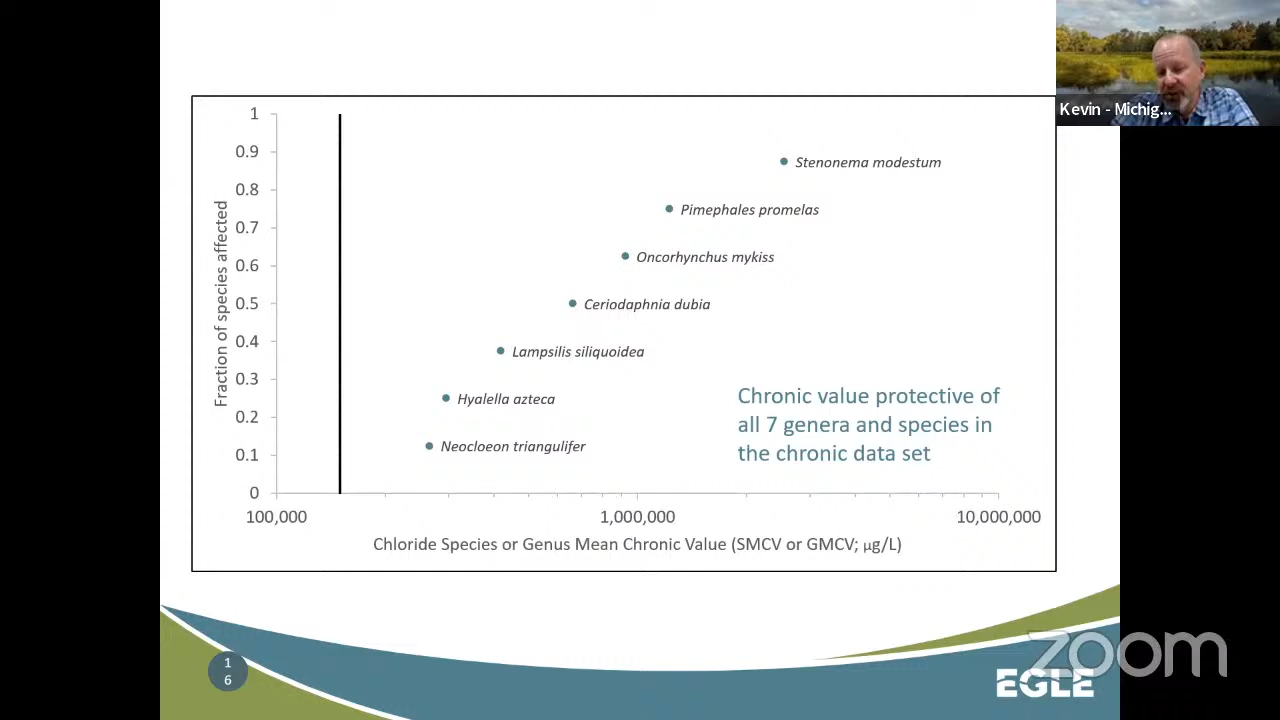 Kevin - Michig...
1
0.9
0.8
0.7
0.6
0.5
0.4
0.3
0.2
0.1
0
Fraction of species affected
Stenonema modestum
Pimephales promelas
Oncorhynchus mykiss
Ceriodaphnia dubia
Lampsilis siliquoidea
Hyalella azteca
Neocloeon triangulifer
Chronic value protective of
all 7 genera and species in
the chronic data set
100,000
1,000,000
10,000,000
Chloride Species or Genus Mean Chronic Value (SMCV or GMCV; µg/L)
1
6
zoom
EGLE